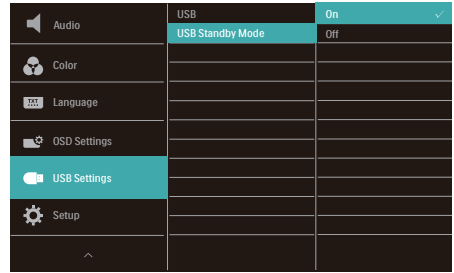 Audio
Color
TXT
Language
OSD Settings
USB Settings
Setup
USB
USB Standby Mode
On
Off